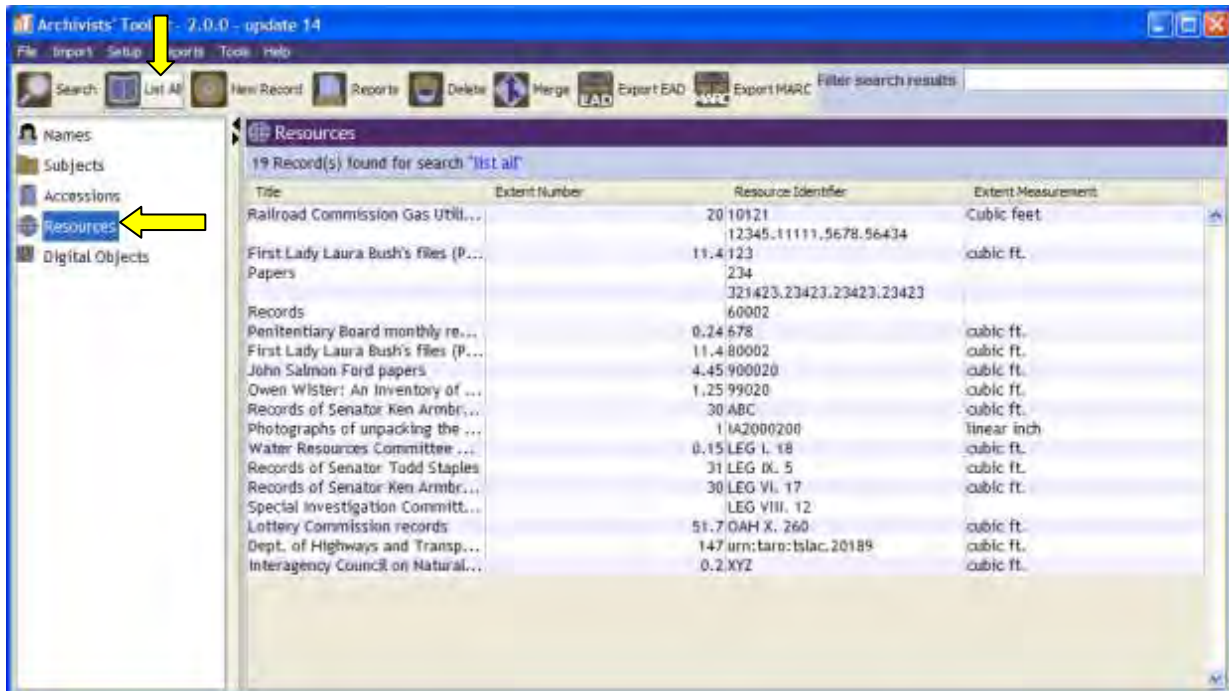 Archivists' Toolkit - 2.0.0 - update 14
File Import Setup Reports Tools Help
Search List All New Record Reports Delete Merge EAD Export EAD Export MARC Filter search results
Names
Subjects
Accessions
Resources
Digital Objects
Resources
19 Record(s) found for search "list all"
Title Extent Number Resource Identifier Extent Measurement
Railroad Commission Gas Utili... 20 10121 Cubic feet
12345.11111.5678.56434
First Lady Laura Bush's files (P... 11.4 123 cubic ft.
Papers 234
321423.23423.23423.23423
Records 60002
Penitentiary Board monthly re... 0.24 678 cubic ft.
First Lady Laura Bush's files (P... 11.4 80002 cubic ft.
John Salmon Ford papers 4.45 900020 cubic ft.
Owen Wister: An Inventory of ... 1.25 99020 cubic ft.
Records of Senator Ken Armbr... 30 ABC cubic ft.
Photographs of unpacking the ... 1 IA2000200 linear inch
Water Resources Committee ... 0.15 LEG I. 18 cubic ft.
Records of Senator Todd Staples 31 LEG IX. 5 cubic ft.
Records of Senator Ken Armbr... 30 LEG VI. 17 cubic ft.
Special Investigation Committ... LEG VIII. 12
Lottery Commission records 51.7 OAH X. 260 cubic ft.
Dept. of Highways and Transp... 147 urn:taro:tslac.20189 cubic ft.
Interagency Council on Natural... 0.2 XYZ cubic ft.